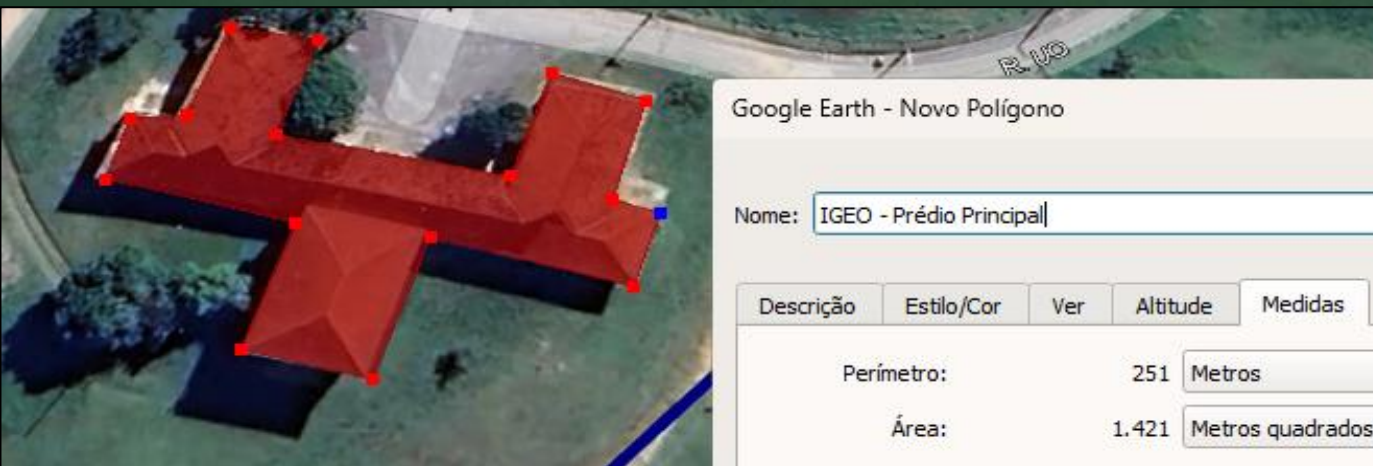 R. UO
Google Earth - Novo Polígono
Nome: IGEO - Prédio Principal
Descrição Estilo/Cor Ver Altitude Medidas
Perímetro: 251 Metros
Área: 1.421 Metros quadrados